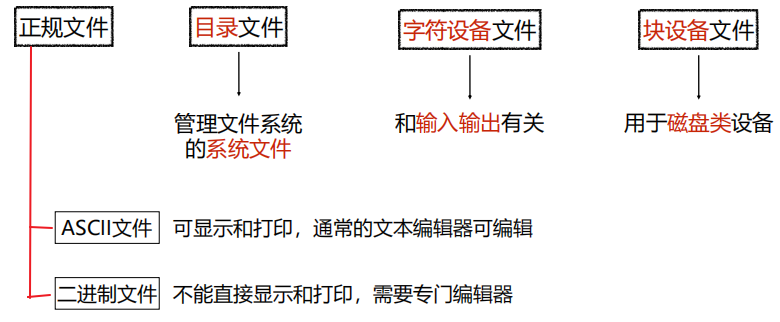 正规文件
目录文件
字符设备文件
块设备文件
管理文件系统
的系统文件
和输入输出有关
用于磁盘类设备
ASCII文件
可显示和打印，通常的文本编辑器可编辑
二进制文件
不能直接显示和打印，需要专门编辑器